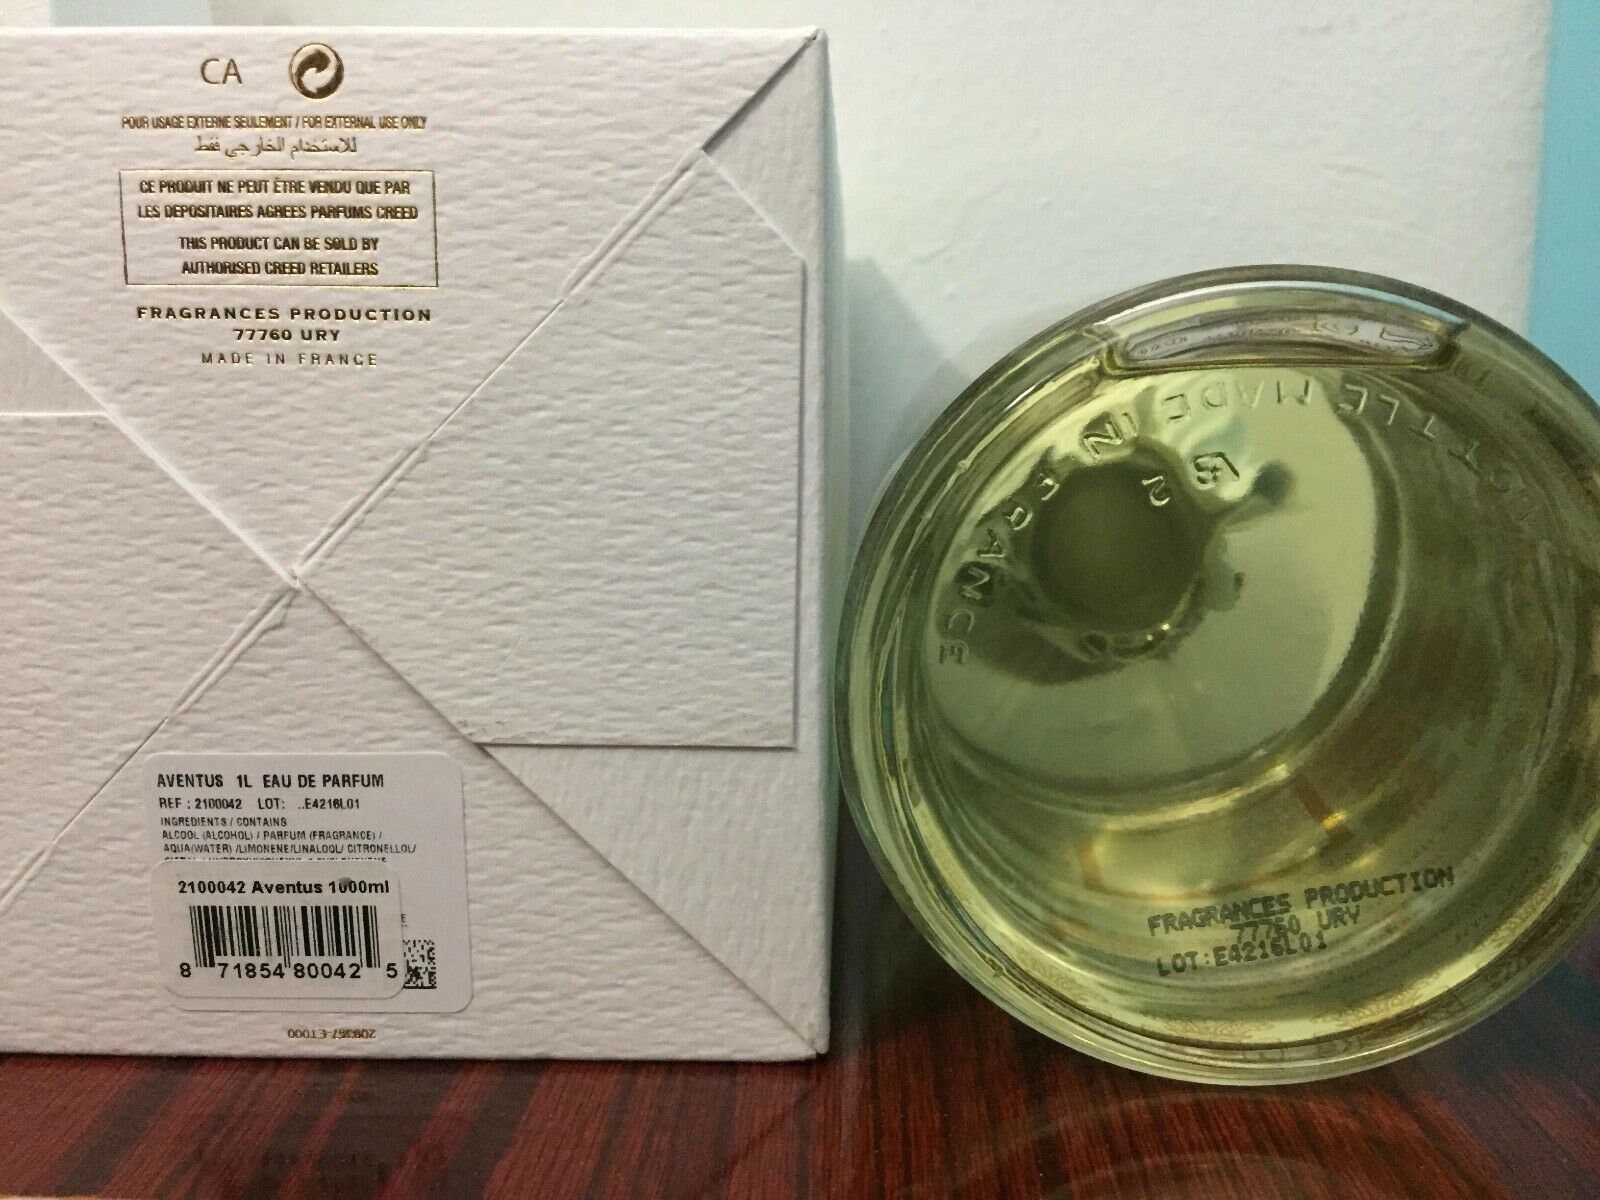 CA
POUR USAGE EXTERNE SEULEMENT / FOR EXTERNAL USE ONLY
للاستخدام الخارجي فقط
CE PRODUIT NE PEUT ÊTRE VENDU QUE PAR
LES DEPOSITAIRES AGREES PARFUMS CREED
THIS PRODUCT CAN BE SOLD BY
AUTHORISED CREED RETAILERS
FRAGRANCES PRODUCTION
77760 URY
MADE IN FRANCE
AVENTUS 1L EAU DE PARFUM
REF : 2100042 LOT: ..E4216L01
INGREDIENTS / CONTAINS
ALCOOL (ALCOHOL) / PARFUM (FRAGRANCE) /
AQUA(WATER) /LIMONENE/LINALOOL/ CITRONELLOL/
2100042 Aventus 1000ml
8 71854 80042 5
BOTTLE MADE IN FRANCE
FRAGRANCES PRODUCTION
77760 URY
LOT:E4216L01